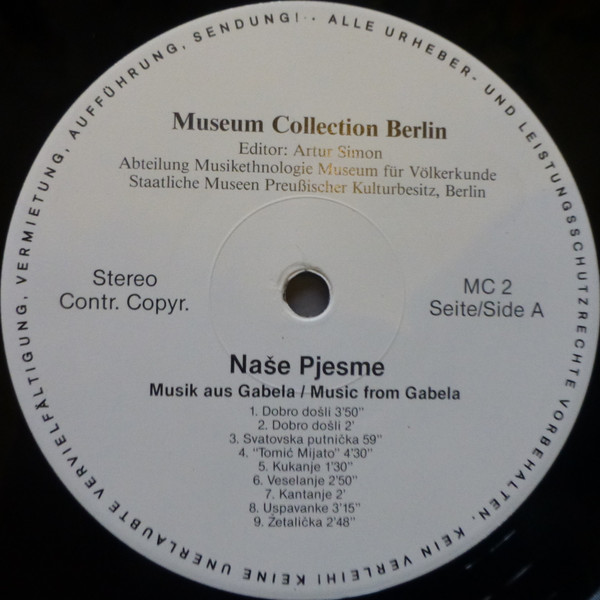 ALLE URHEBER- UND LEISTUNGSSCHUTZRECHTE VORBEHALTEN. KEIN VERLEIH! KEINE UNERLAUBTE VERVIELFÄLTIGUNG, VERMIETUNG, AUFFÜHRUNG, SENDUNG!
Museum Collection Berlin
Editor: Artur Simon
Abteilung Musikethnologie Museum für Völkerkunde
Staatliche Museen Preußischer Kulturbesitz, Berlin
Stereo
Contr. Copyr.
MC 2
Seite/Side A
Naše Pjesme
Musik aus Gabela / Music from Gabela
1. Dobro došli 3'50"
2. Dobro došli 2'
3. Svatovska putnička 59"
4. "Tomić Mijato" 4'30"
5. Kukanje 1'30"
6. Veselanje 2'50"
7. Kantanje 2'
8. Uspavanke 3'15"
9. Žetalička 2'48"